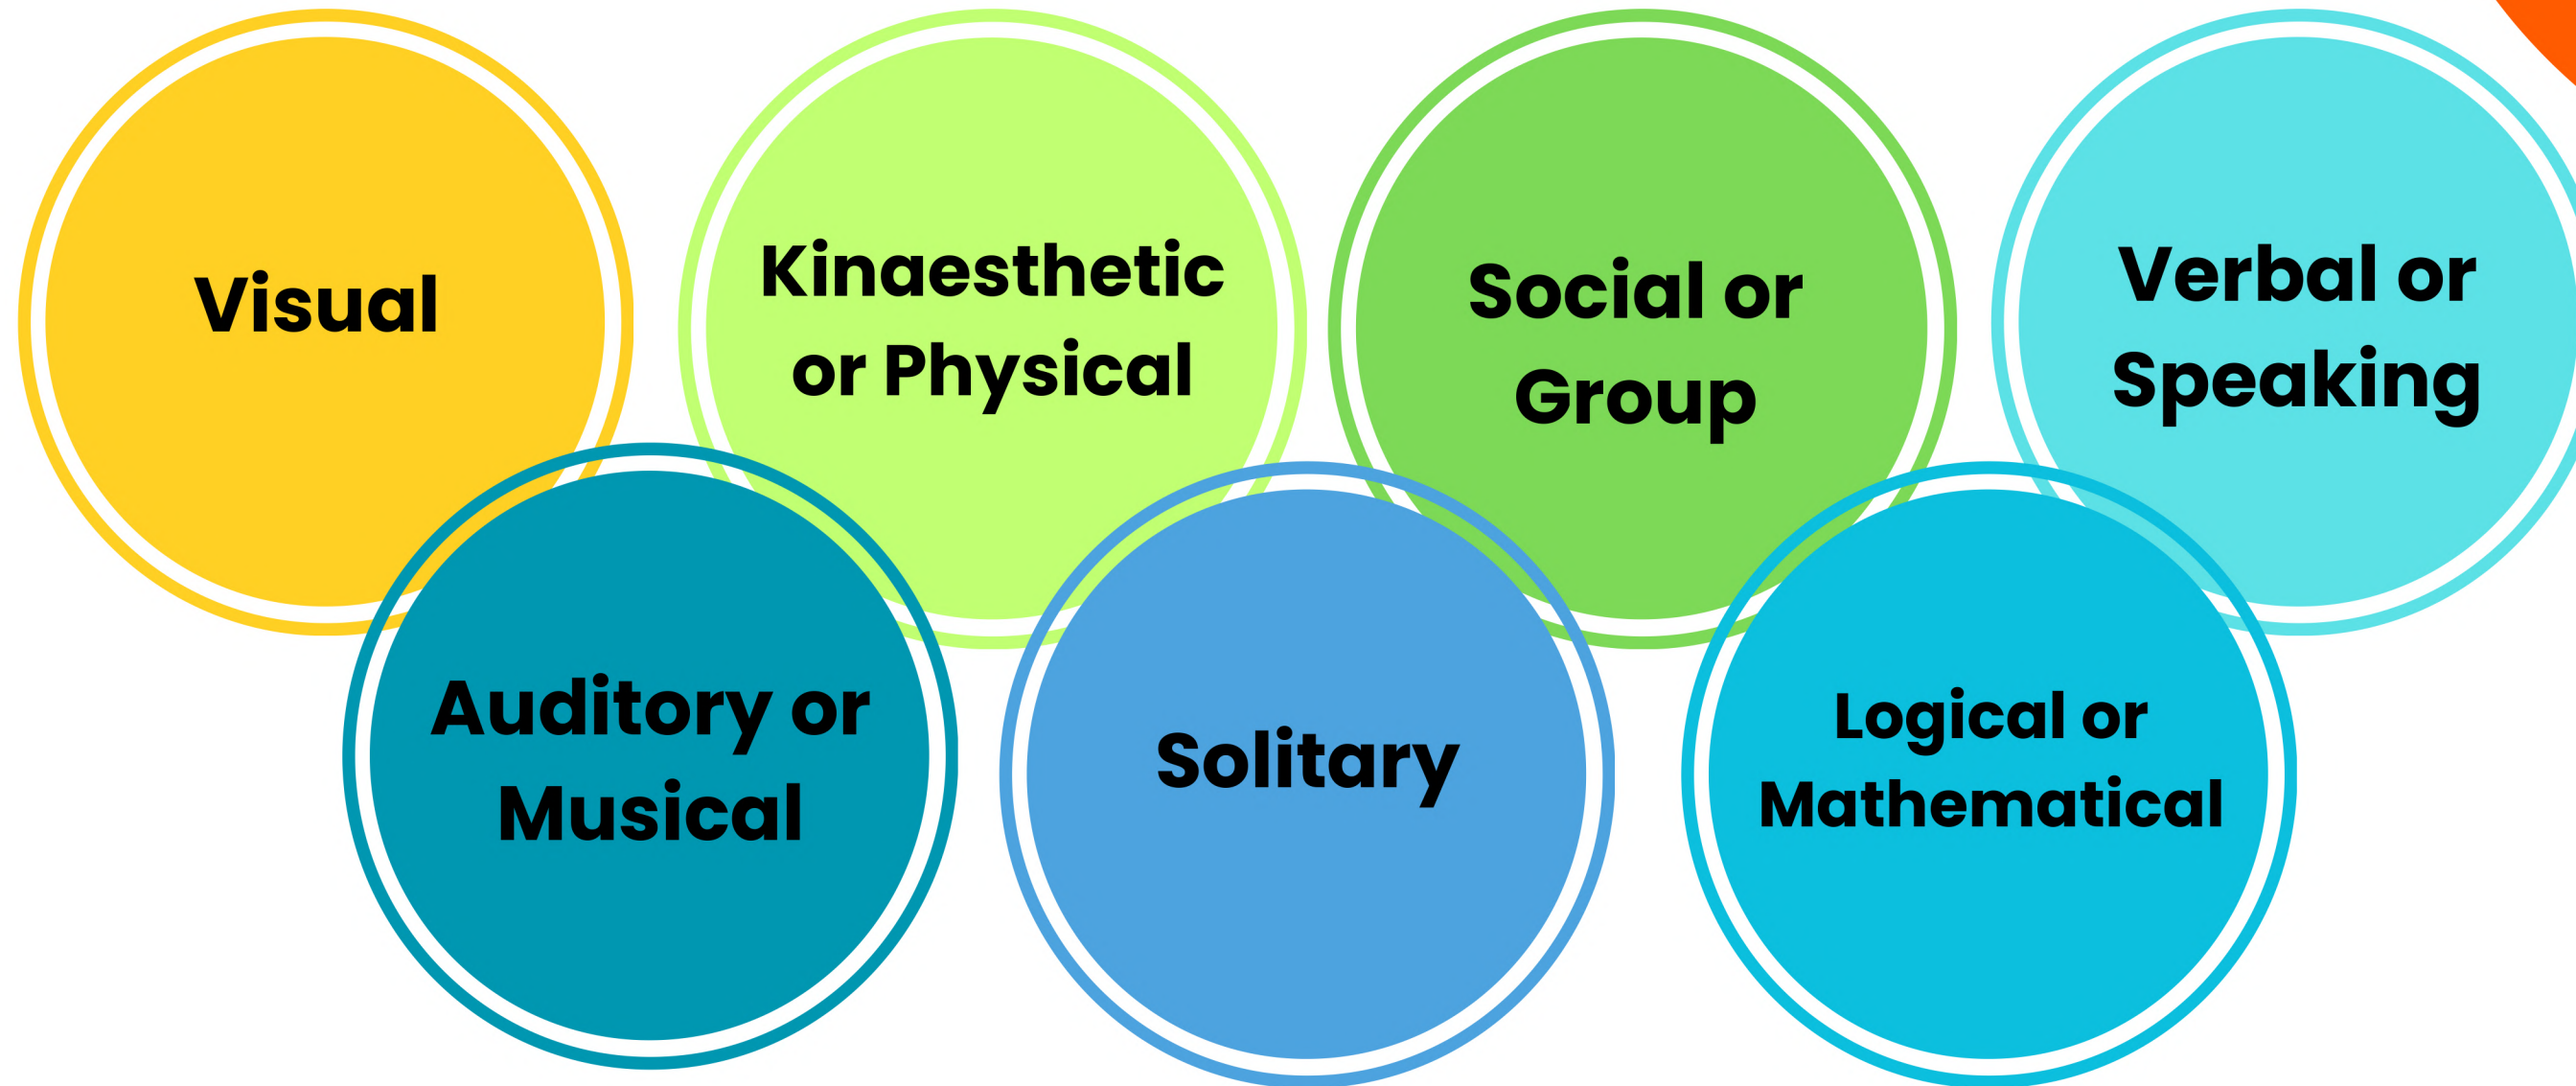 Visual
Kinaesthetic
or Physical
Social or
Group
Verbal or
Speaking
Auditory or
Musical
Solitary
Logical or
Mathematical